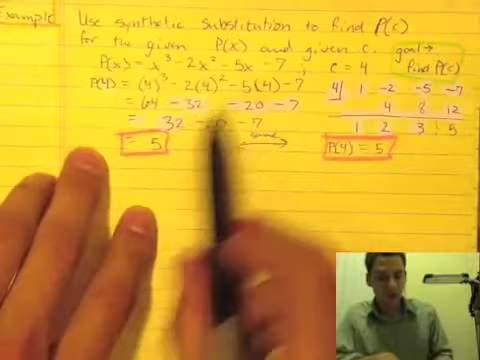 Example Use synthetic substitution to find P(c)
for the given P(x) and given c. goal→
find P(c)
P(x) = x³ - 2x² - 5x - 7, c = 4
P(4) = (4)³ - 2(4)² - 5(4) - 7
= 64 - 32 - 20 - 7
= 32 - 20 - 7
= 5
4| 1 -2 -5 -7
4 8 12
1 2 3 5
P(4) = 5